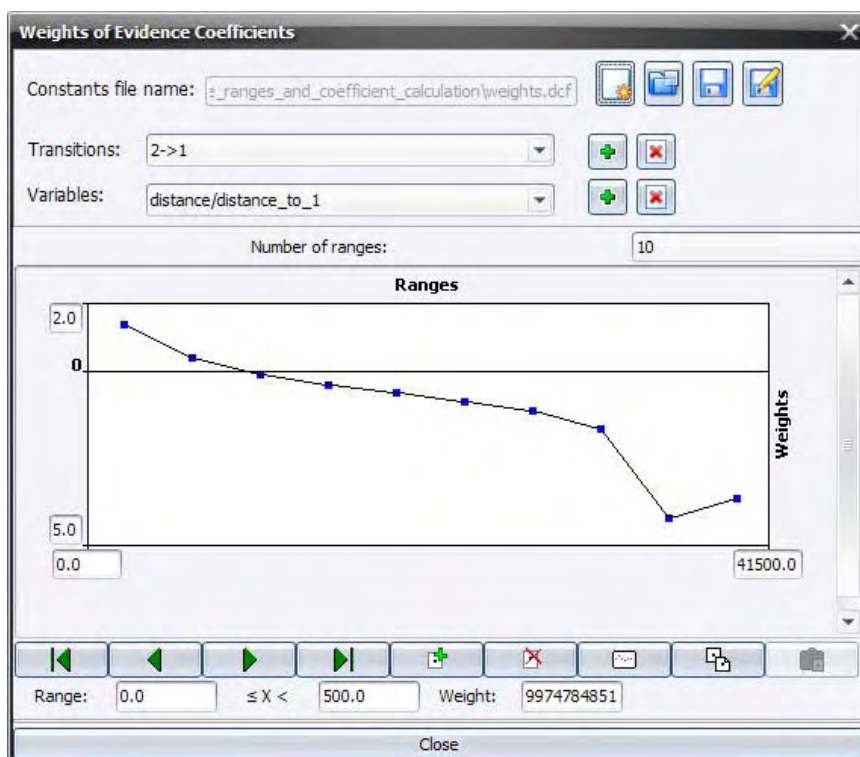 Weights of Evidence Coefficients
Constants file name: e_ranges_and_coefficient_calculation\weights.dcf
Transitions: 2->1
Variables: distance/distance_to_1
Number of ranges: 10
Ranges
2.0
0
Weights
5.0
0.0 41500.0
Range: 0.0 ≤ X < 500.0 Weight: 9974784851
Close